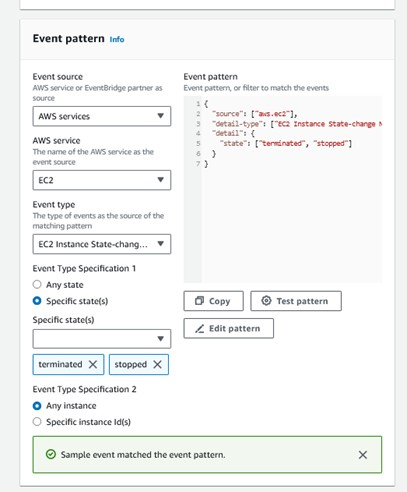 Event pattern Info
Event source
AWS service or EventBridge partner as
source
AWS services
AWS service
The name of the AWS service as the
event source
EC2
Event type
The type of events as the source of the
matching pattern
EC2 Instance State-chang...
Event Type Specification 1
Any state
Specific state(s)
Specific state(s)
terminated
stopped
Event Type Specification 2
Any instance
Specific instance Id(s)
Event pattern
Event pattern, or filter to match the events
1 {
2 "source": ["aws.ec2"],
3 "detail-type": ["EC2 Instance State-change N
4 "detail": {
5 "state": ["terminated", "stopped"]
6 }
7 }
Copy
Test pattern
Edit pattern
Sample event matched the event pattern.